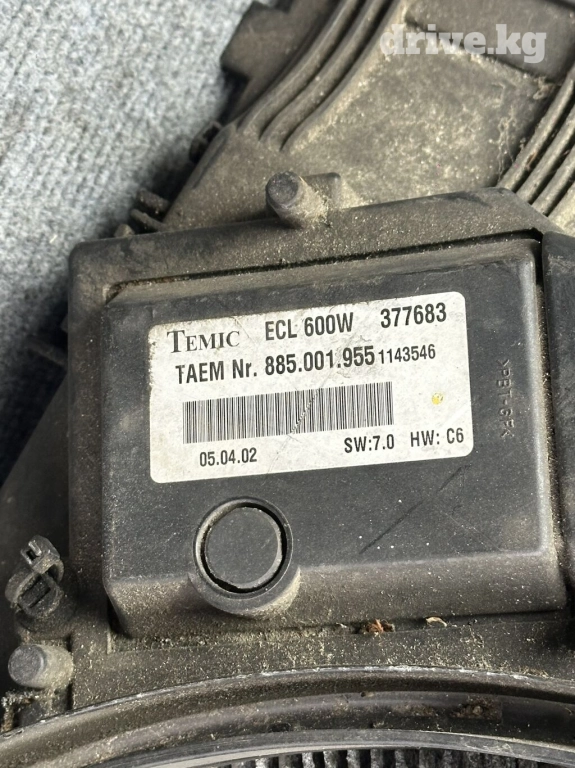 drive.kg
TEMIC ECL 600W 377683
TAEM Nr. 885.001.955 1143546
05.04.02 SW:7.0 HW: C6